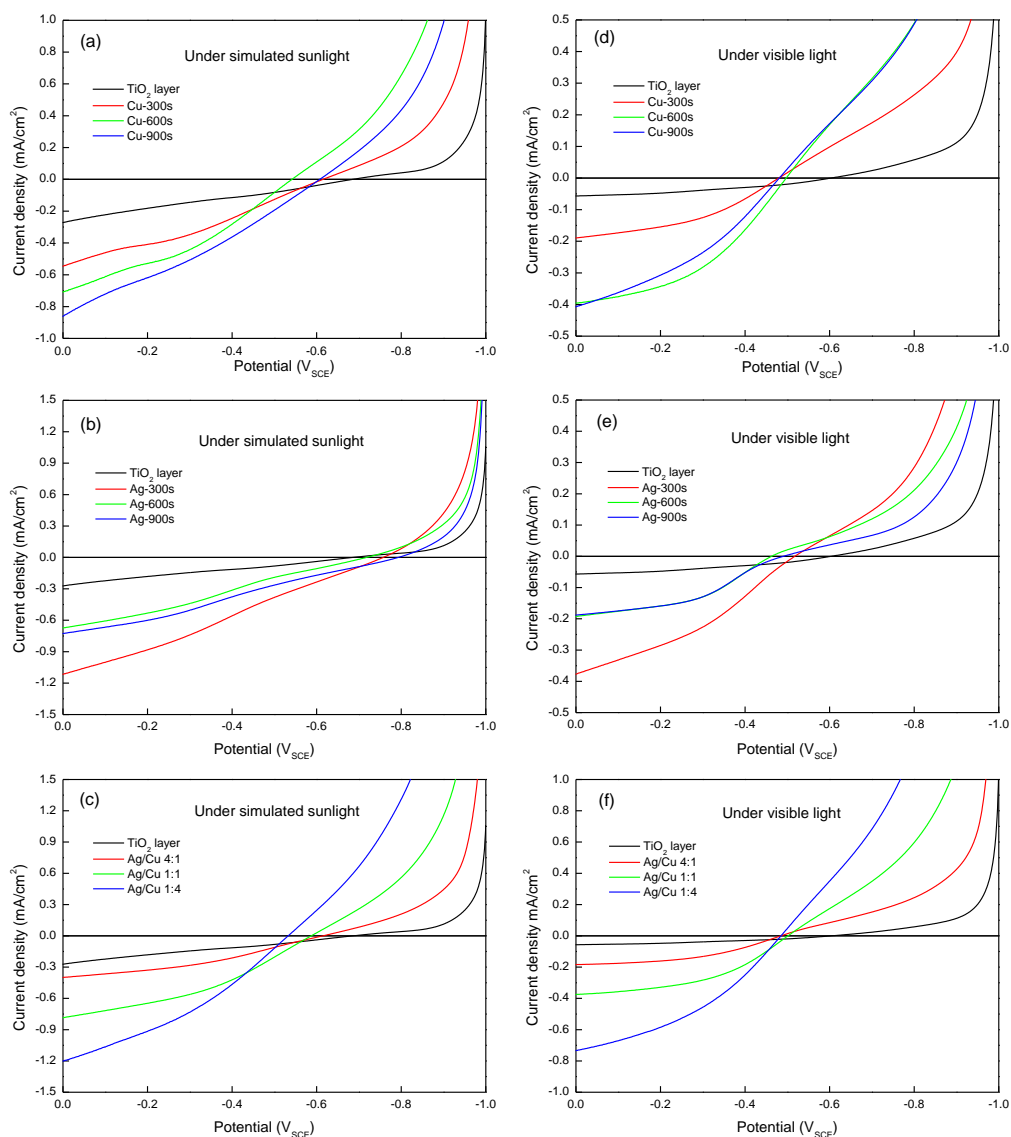 (a)
Under simulated sunlight
TiO₂ layer
Cu-300s
Cu-600s
Cu-900s
Current density (mA/cm²)
1.0
0.8
0.6
0.4
0.2
0.0
-0.2
-0.4
-0.6
-0.8
-1.0
0.0 -0.2 -0.4 -0.6 -0.8 -1.0
Potential (V_SCE)
(d)
Under visible light
TiO₂ layer
Cu-300s
Cu-600s
Cu-900s
Current density (mA/cm²)
0.5
0.4
0.3
0.2
0.1
0.0
-0.1
-0.2
-0.3
-0.4
-0.5
0.0 -0.2 -0.4 -0.6 -0.8 -1.0
Potential (V_SCE)
(b)
Under simulated sunlight
TiO₂ layer
Ag-300s
Ag-600s
Ag-900s
Current density (mA/cm²)
1.5
1.2
0.9
0.6
0.3
0.0
-0.3
-0.6
-0.9
-1.2
-1.5
0.0 -0.2 -0.4 -0.6 -0.8 -1.0
Potential (V_SCE)
(e)
Under visible light
TiO₂ layer
Ag-300s
Ag-600s
Ag-900s
Current density (mA/cm²)
0.5
0.4
0.3
0.2
0.1
0.0
-0.1
-0.2
-0.3
-0.4
-0.5
0.0 -0.2 -0.4 -0.6 -0.8 -1.0
Potential (V_SCE)
(c)
Under simulated sunlight
TiO₂ layer
Ag/Cu 4:1
Ag/Cu 1:1
Ag/Cu 1:4
Current density (mA/cm²)
1.5
1.2
0.9
0.6
0.3
0.0
-0.3
-0.6
-0.9
-1.2
-1.5
0.0 -0.2 -0.4 -0.6 -0.8 -1.0
Potential (V_SCE)
(f)
Under visible light
TiO₂ layer
Ag/Cu 4:1
Ag/Cu 1:1
Ag/Cu 1:4
Current density mA/cm²
1.0
0.8
0.6
0.4
0.2
0.0
-0.2
-0.4
-0.6
-0.8
-1.0
0.0 -0.2 -0.4 -0.6 -0.8 -1.0
Potential (V_SCE)